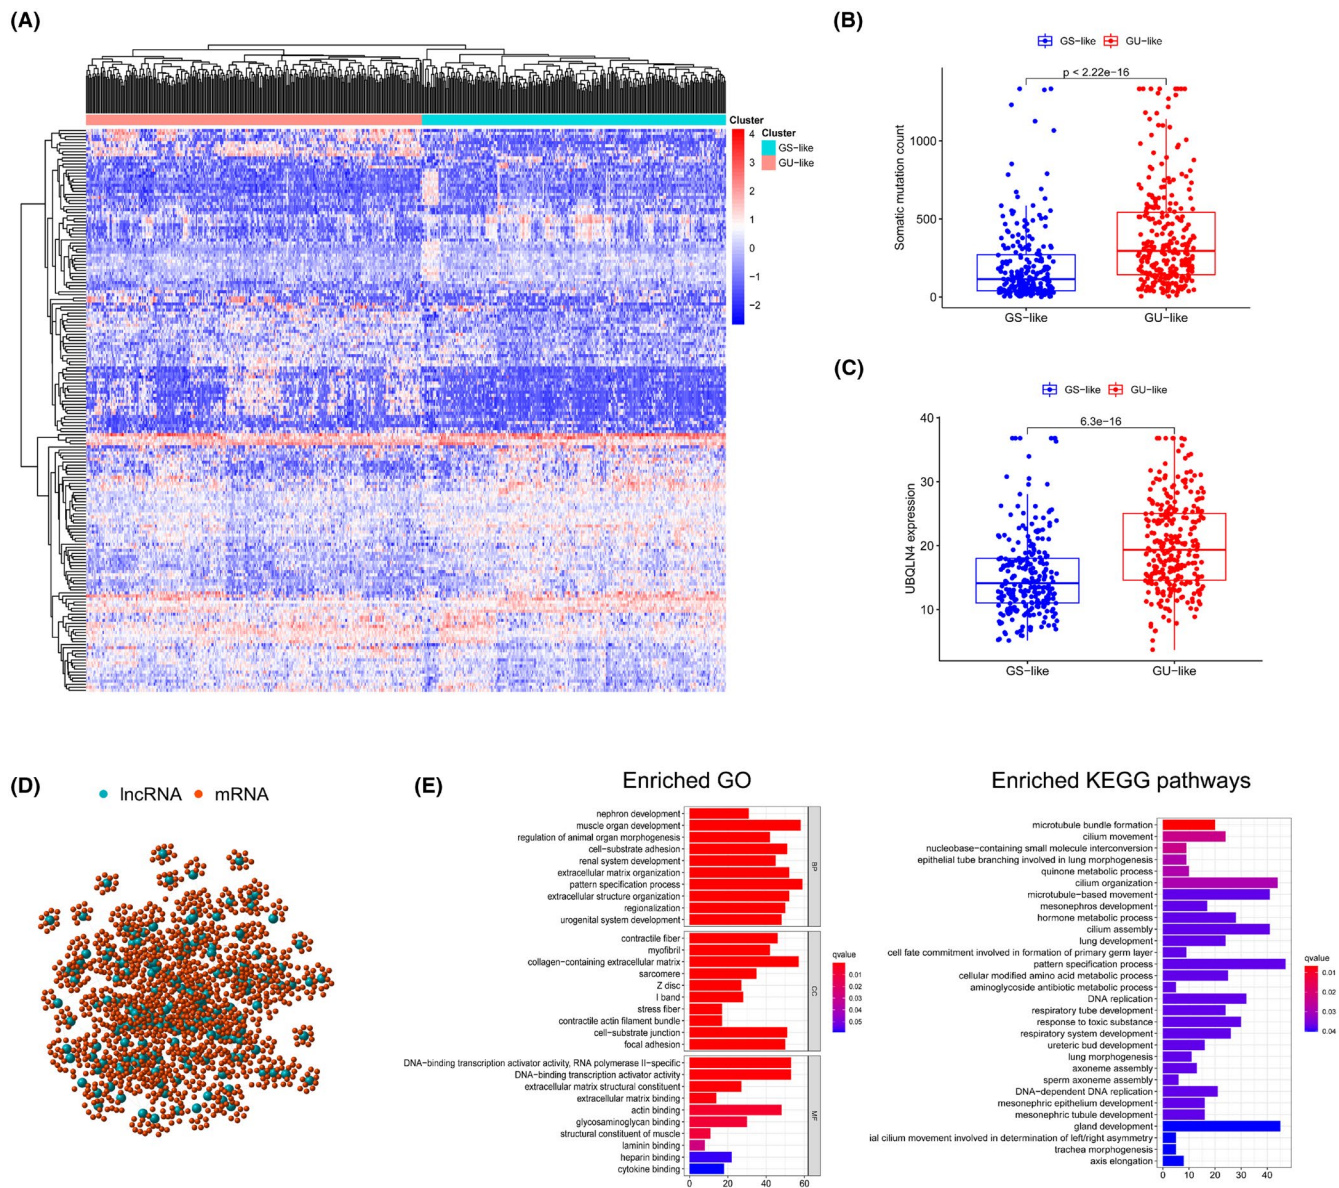 (A)
Cluster
4
3
2
1
0
−1
−2
Cluster
GS−like
GU−like
(B)
GS−like
GU−like
p < 2.22e−16
Somatic mutation count
1000
500
0
GS−like
GU−like
(C)
GS−like
GU−like
6.3e−16
UBQLN4 expression
40
30
20
10
GS−like
GU−like
(D)
lncRNA
mRNA
(E)
Enriched GO
nephron development
muscle organ development
regulation of animal organ morphogenesis
cell−substrate adhesion
renal system development
extracellular matrix organization
pattern specification process
extracellular structure organization
regionalization
urogenital system development
BP
contractile fiber
myofibril
collagen−containing extracellular matrix
sarcomere
Z disc
I band
stress fiber
contractile actin filament bundle
cell−substrate junction
focal adhesion
CC
DNA−binding transcription activator activity, RNA polymerase II−specific
DNA−binding transcription activator activity
extracellular matrix structural constituent
extracellular matrix binding
actin binding
glycosaminoglycan binding
structural constituent of muscle
laminin binding
heparin binding
cytokine binding
MF
0 20 40 60
qvalue
0.01
0.02
0.03
0.04
0.05
Enriched KEGG pathways
microtubule bundle formation
cilium movement
nucleobase−containing small molecule interconversion
epithelial tube branching involved in lung morphogenesis
quinone metabolic process
cilium organization
microtubule−based movement
mesonephros development
hormone metabolic process
cilium assembly
lung development
cell fate commitment involved in formation of primary germ layer
pattern specification process
cellular modified amino acid metabolic process
aminoglycoside antibiotic metabolic process
DNA replication
respiratory tube development
response to toxic substance
respiratory system development
ureteric bud development
lung morphogenesis
axoneme assembly
sperm axoneme assembly
DNA−dependent DNA replication
mesonephric epithelium development
mesonephric tubule development
gland development
ial cilium movement involved in determination of left/right asymmetry
trachea morphogenesis
axis elongation
0 10 20 30 40
qvalue
0.01
0.02
0.03
0.04